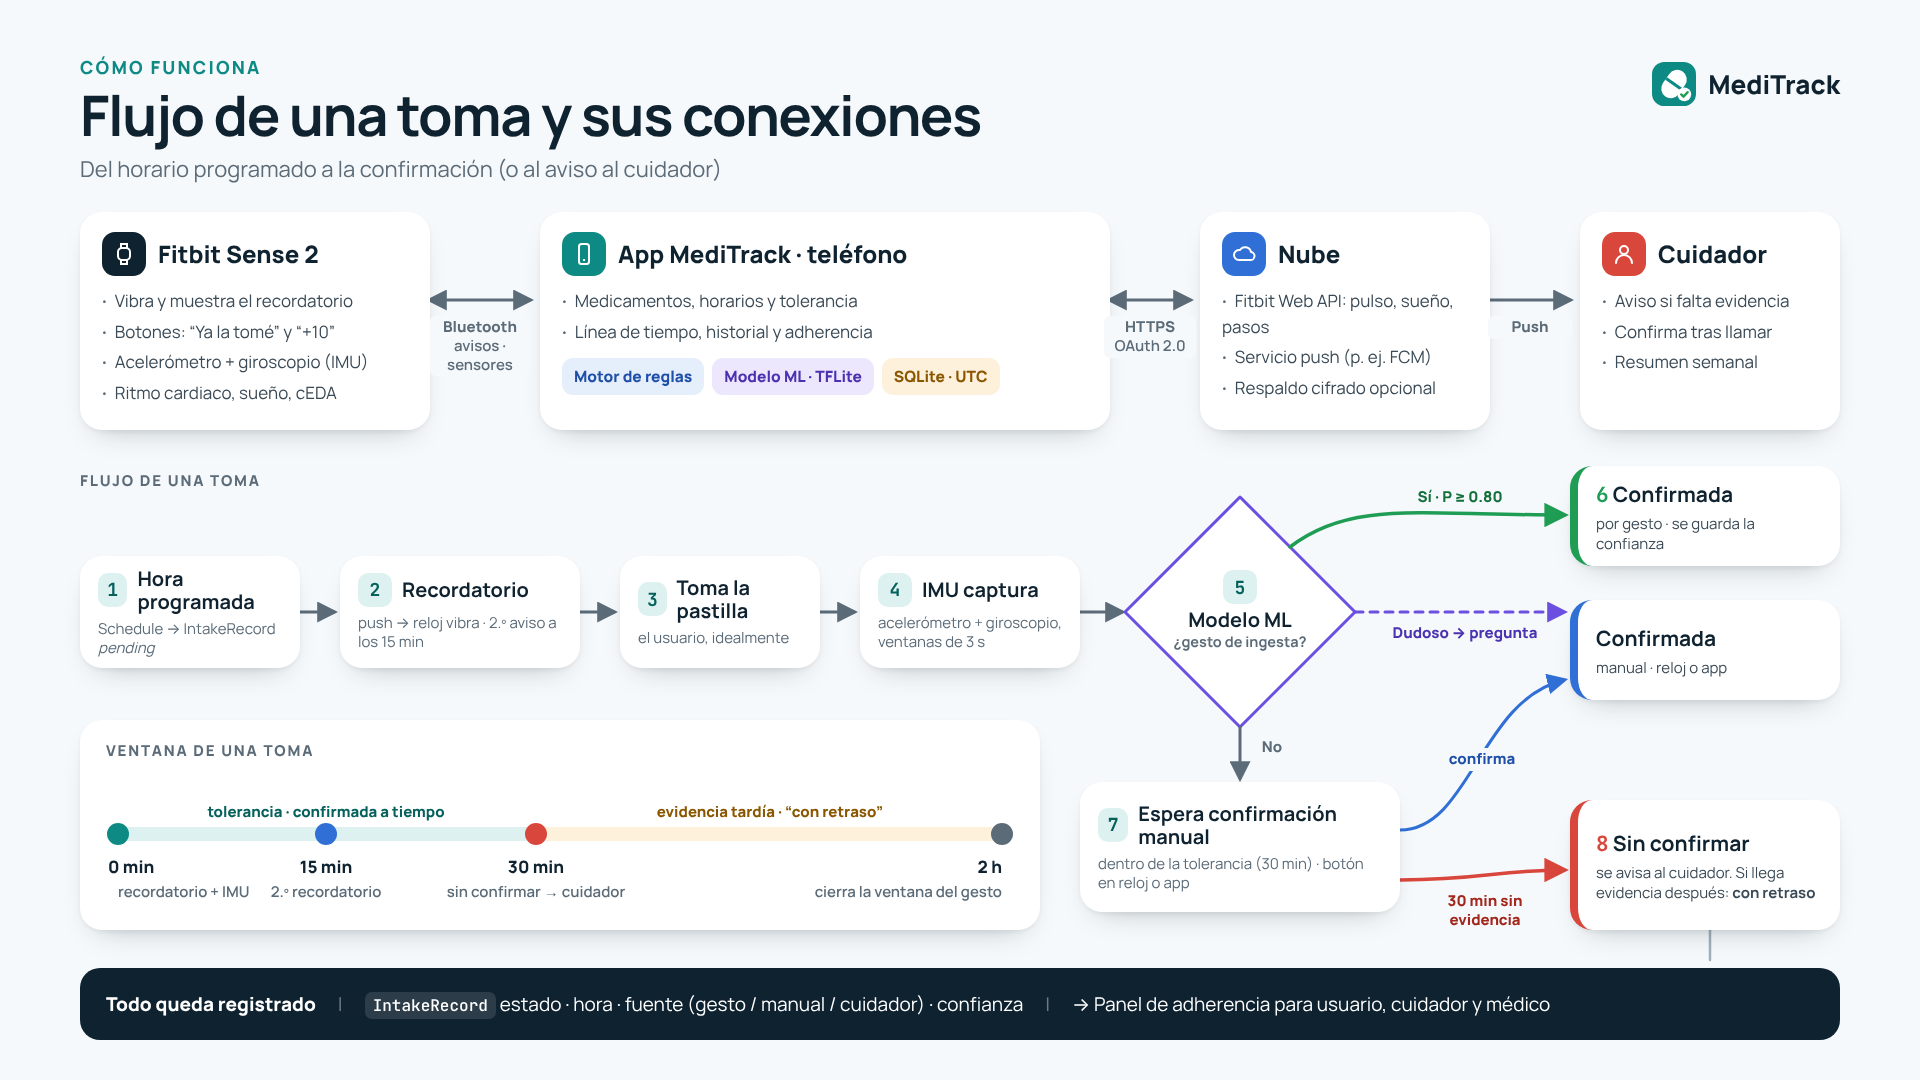 CÓMO FUNCIONA
Flujo de una toma y sus conexiones
Del horario programado a la confirmación (o al aviso al cuidador)
MediTrack
Fitbit Sense 2
· Vibra y muestra el recordatorio
· Botones: “Ya la tomé” y “+10”
· Acelerómetro + giroscopio (IMU)
· Ritmo cardiaco, sueño, cEDA
Bluetooth
avisos ·
sensores
App MediTrack · teléfono
· Medicamentos, horarios y tolerancia
· Línea de tiempo, historial y adherencia
Motor de reglas
Modelo ML · TFLite
SQLite · UTC
HTTPS
OAuth 2.0
Nube
· Fitbit Web API: pulso, sueño,
pasos
· Servicio push (p. ej. FCM)
· Respaldo cifrado opcional
Push
Cuidador
· Aviso si falta evidencia
· Confirma tras llamar
· Resumen semanal
FLUJO DE UNA TOMA
1 Hora
programada
Schedule → IntakeRecord
pending
2 Recordatorio
push → reloj vibra · 2.º aviso a
los 15 min
3 Toma la
pastilla
el usuario, idealmente
4 IMU captura
acelerómetro + giroscopio,
ventanas de 3 s
5
Modelo ML
¿gesto de ingesta?
Sí · P ≥ 0.80
6 Confirmada
por gesto · se guarda la
confianza
Dudoso → pregunta
Confirmada
manual · reloj o app
No
7 Espera confirmación
manual
dentro de la tolerancia (30 min) · botón
en reloj o app
confirma
30 min sin
evidencia
8 Sin confirmar
se avisa al cuidador. Si llega
evidencia después: con retraso
VENTANA DE UNA TOMA
tolerancia · confirmada a tiempo
evidencia tardía · “con retraso”
0 min
15 min
30 min
2 h
recordatorio + IMU
2.º recordatorio
sin confirmar → cuidador
cierra la ventana del gesto
Todo queda registrado | IntakeRecord estado · hora · fuente (gesto / manual / cuidador) · confianza | → Panel de adherencia para usuario, cuidador y médico